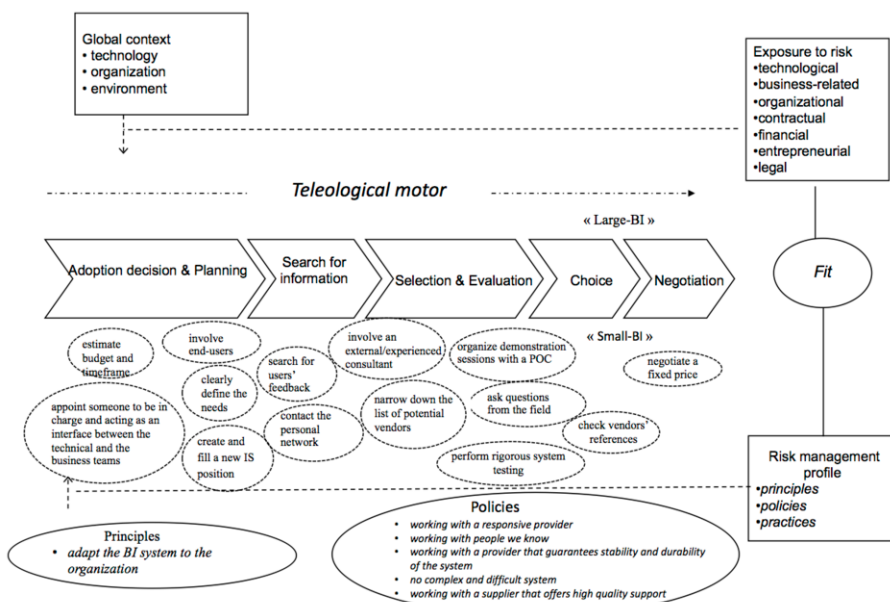 Global context
• technology
• organization
• environment
Exposure to risk
•technological
•business-related
•organizational
•contractual
•financial
•entrepreneurial
•legal
Teleological motor
« Large-BI »
Adoption decision & Planning
Search for
information
Selection & Evaluation
Choice
Negotiation
Fit
« Small-BI »
estimate
budget and
timeframe
involve
end-users
search for
users'
feedback
involve an
external/experienced
consultant
organize demonstration
sessions with a POC
negotiate a
fixed price
clearly
define the
needs
appoint someone to be in
charge and acting as an
interface between the
technical and the
business teams
contact the
personal
network
narrow down the
list of potential
vendors
ask questions
from the field
check vendors'
references
create and
fill a new IS
position
perform rigorous system
testing
Risk management
profile
•principles
•policies
•practices
Principles
• adapt the BI system to the
organization
Policies
• working with a responsive provider
• working with people we know
• working with a provider that guarantees stability and durability
of the system
• no complex and difficult system
• working with a supplier that offers high quality support